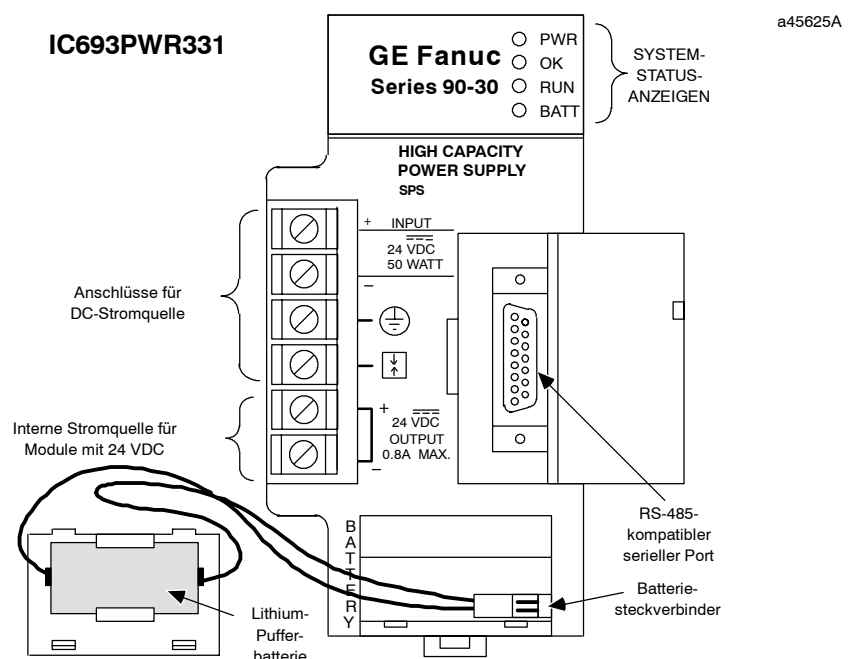 a45625A
IC693PWR331
GE Fanuc
Series 90-30
PWR
OK
RUN
BATT
SYSTEM-
STATUS-
ANZEIGEN
HIGH CAPACITY
POWER SUPPLY
SPS
+ INPUT
24 VDC
50 WATT
–
Anschlüsse für
DC-Stromquelle
+
24 VDC
OUTPUT
0.8A MAX.
–
Interne Stromquelle für
Module mit 24 VDC
RS-485-
kompatibler
serieller Port
BATTERY
Batterie-
steckverbinder
Lithium-
Puffer-
batterie